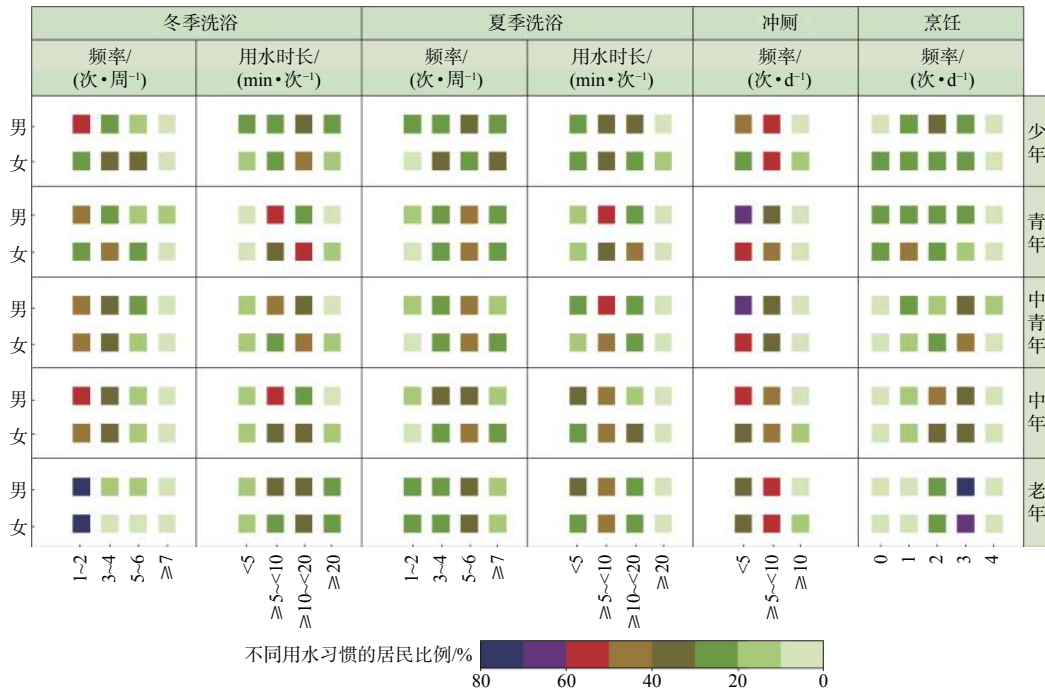 冬季洗浴 夏季洗浴 冲厕 烹饪
频率/ 用水时长/ 频率/ 用水时长/ 频率/ 频率/
(次•周⁻¹) (min•次⁻¹) (次•周⁻¹) (min•次⁻¹) (次•d⁻¹) (次•d⁻¹)
男
女
少年
男
女
青年
男
女
中青年
男
女
中年
男
女
老年
1~2 3~4 5~6 ≥7 <5 ≥5~<10 ≥10~<20 ≥20 1~2 3~4 5~6 ≥7 <5 ≥5~<10 ≥10~<20 ≥20 <5 ≥5~<10 ≥10 0 1 2 3 4
不同用水习惯的居民比例/%
80 60 40 20 0